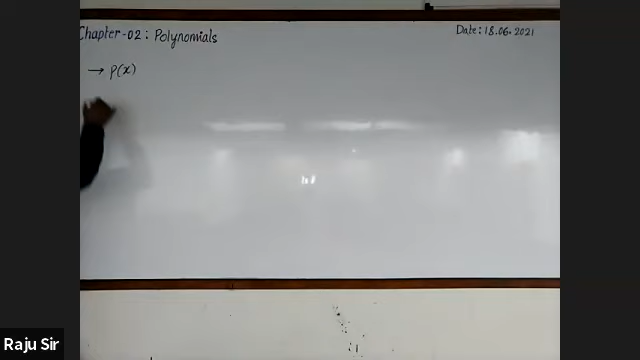 Chapter-02: Polynomials
Date: 18.06.2021
→ p(x)
Raju Sir